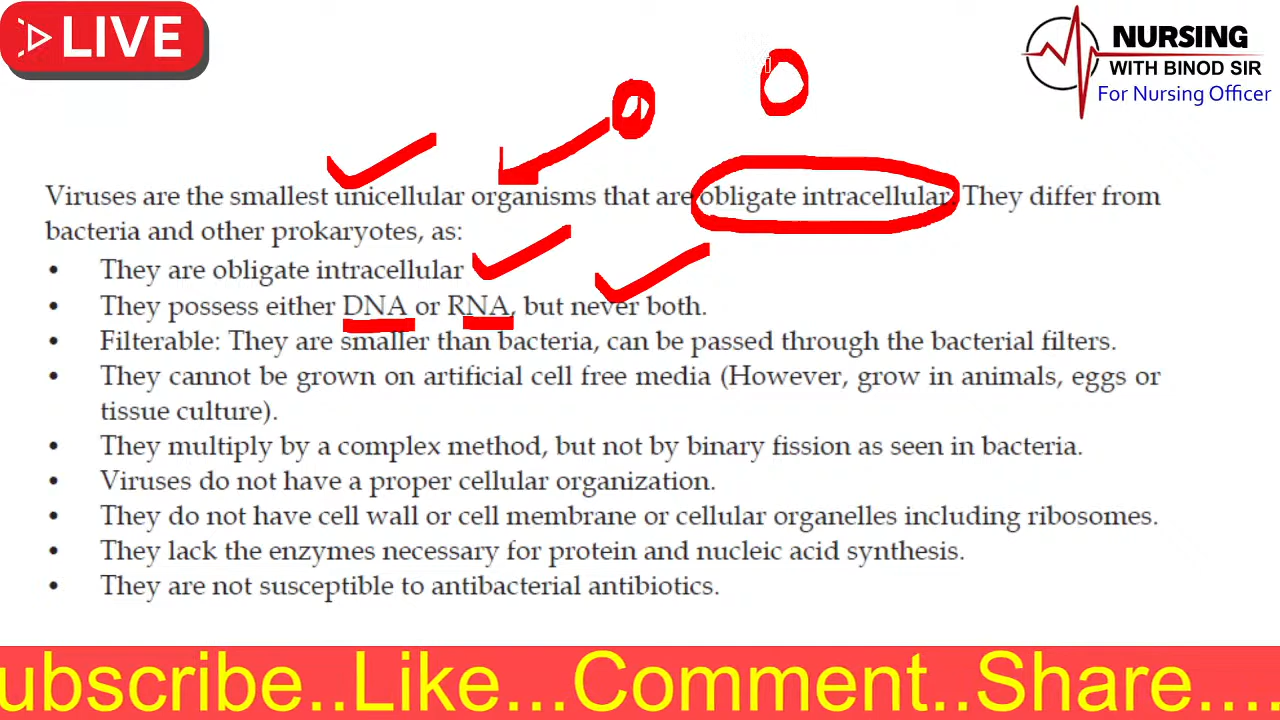 LIVE
NURSING
WITH BINOD SIR
For Nursing Officer
Viruses are the smallest unicellular organisms that are obligate intracellular. They differ from
bacteria and other prokaryotes, as:
• They are obligate intracellular
• They possess either DNA or RNA, but never both.
• Filterable: They are smaller than bacteria, can be passed through the bacterial filters.
• They cannot be grown on artificial cell free media (However, grow in animals, eggs or
tissue culture).
• They multiply by a complex method, but not by binary fission as seen in bacteria.
• Viruses do not have a proper cellular organization.
• They do not have cell wall or cell membrane or cellular organelles including ribosomes.
• They lack the enzymes necessary for protein and nucleic acid synthesis.
• They are not susceptible to antibacterial antibiotics.
ubscribe..Like...Comment..Share....